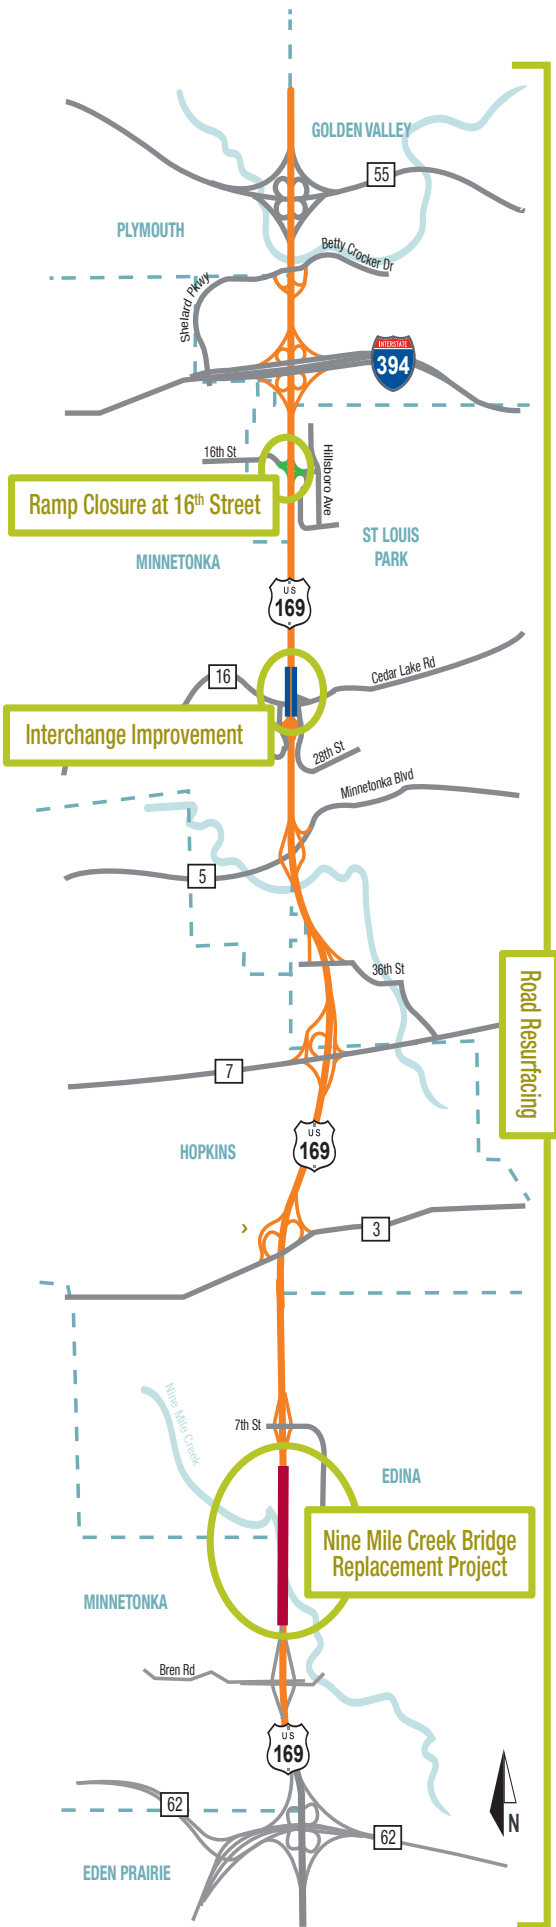 GOLDEN VALLEY
55
PLYMOUTH
Betty Crocker Dr
Shelard Pkwy
INTERSTATE
394
16th St
Hillsboro Ave
Ramp Closure at 16th Street
ST LOUIS
PARK
MINNETONKA
US
169
16
Cedar Lake Rd
Interchange Improvement
28th St
Minnetonka Blvd
5
36th St
Road Resurfacing
7
US
169
HOPKINS
3
Nine Mile Creek
7th St
EDINA
Nine Mile Creek Bridge
Replacement Project
MINNETONKA
Bren Rd
US
169
62
N
62
EDEN PRAIRIE